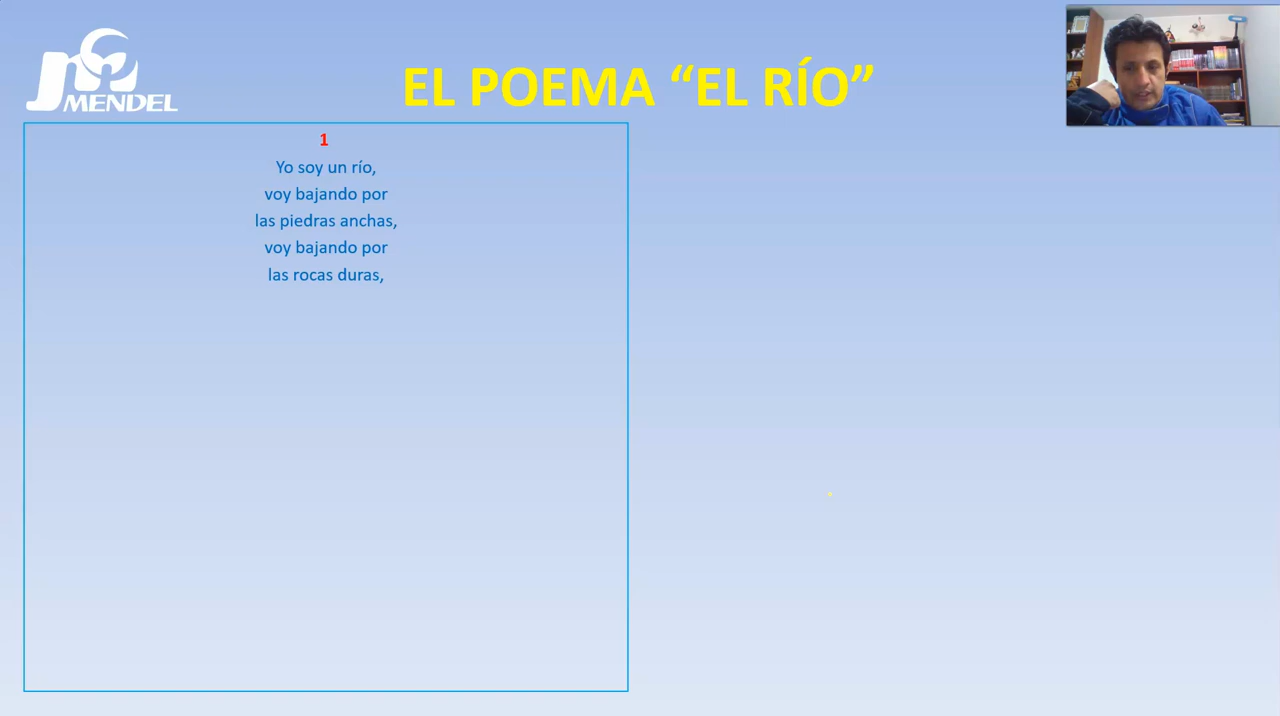 MENDEL
EL POEMA “EL RÍO”
1
Yo soy un río,
voy bajando por
las piedras anchas,
voy bajando por
las rocas duras,